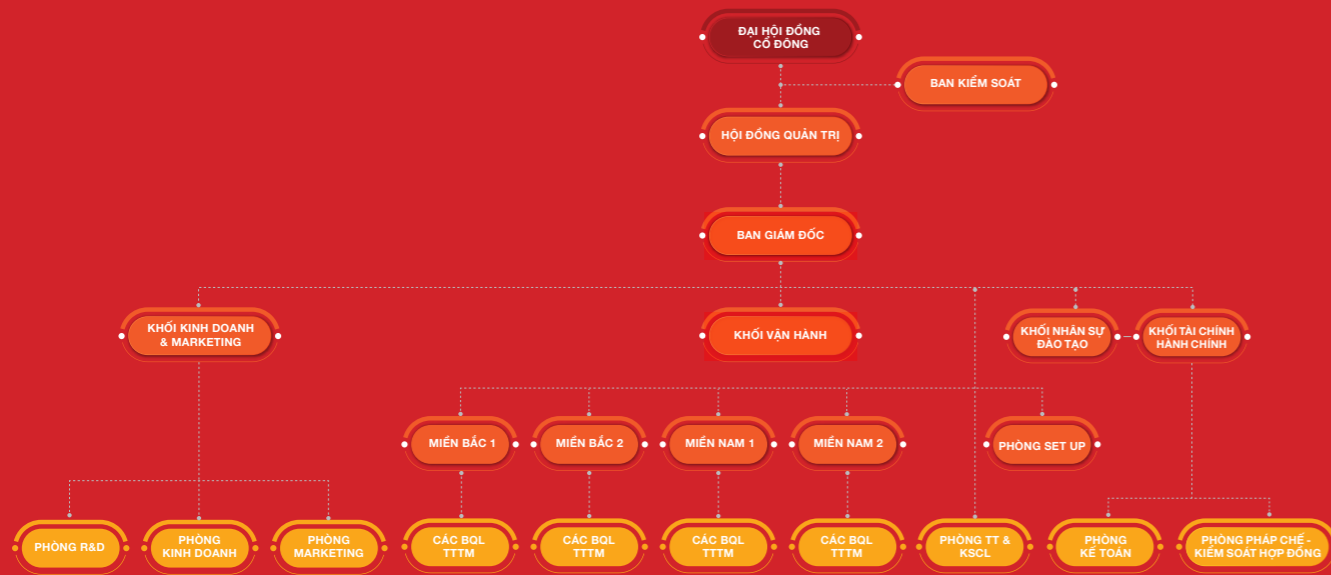 ĐẠI HỘI ĐỒNG
CỔ ĐÔNG
BAN KIỂM SOÁT
HỘI ĐỒNG QUẢN TRỊ
BAN GIÁM ĐỐC
KHỐI KINH DOANH
& MARKETING
KHỐI VẬN HÀNH
KHỐI NHÂN SỰ
ĐÀO TẠO
KHỐI TÀI CHÍNH
HÀNH CHÍNH
MIỀN BẮC 1
MIỀN BẮC 2
MIỀN NAM 1
MIỀN NAM 2
PHÒNG SET UP
PHÒNG R&D
PHÒNG
KINH DOANH
PHÒNG
MARKETING
CÁC BQL
TTTM
CÁC BQL
TTTM
CÁC BQL
TTTM
CÁC BQL
TTTM
PHÒNG TT &
KSCL
PHÒNG
KẾ TOÁN
PHÒNG PHÁP CHẾ -
KIỂM SOÁT HỢP ĐỒNG